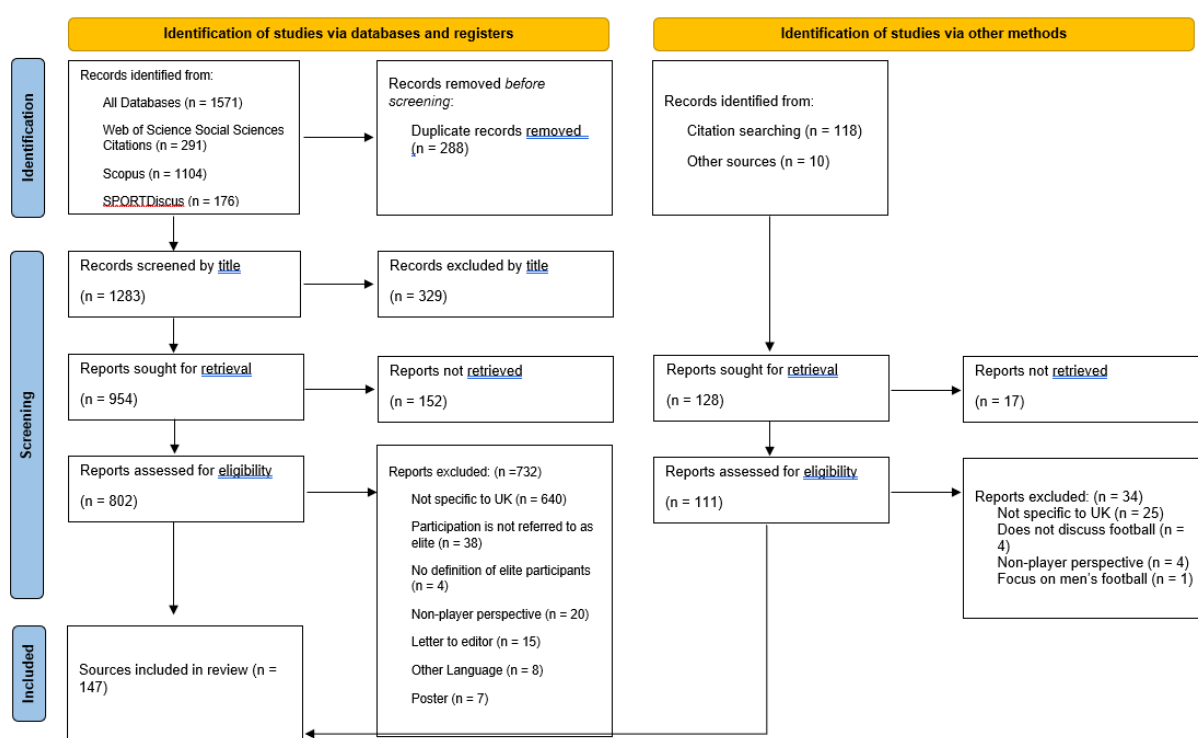 Identification of studies via databases and registers
Identification of studies via other methods
Identification
Records identified from:
All Databases (n = 1571)
Web of Science Social Sciences
Citations (n = 291)
Scopus (n = 1104)
SPORTDiscus (n = 176)
Records removed before
screening:
Duplicate records removed
(n = 288)
Records identified from:
Citation searching (n = 118)
Other sources (n = 10)
Screening
Records screened by title
(n = 1283)
Records excluded by title
(n = 329)
Reports sought for retrieval
(n = 954)
Reports not retrieved
(n = 152)
Reports sought for retrieval
(n = 128)
Reports not retrieved
(n = 17)
Reports assessed for eligibility
(n = 802)
Reports excluded: (n =732)
Not specific to UK (n = 640)
Participation is not referred to as
elite (n = 38)
No definition of elite participants
(n = 4)
Non-player perspective (n = 20)
Letter to editor (n = 15)
Other Language (n = 8)
Poster (n = 7)
Reports assessed for eligibility
(n = 111)
Reports excluded: (n = 34)
Not specific to UK (n = 25)
Does not discuss football (n =
4)
Non-player perspective (n = 4)
Focus on men's football (n = 1)
Included
Sources included in review (n =
147)